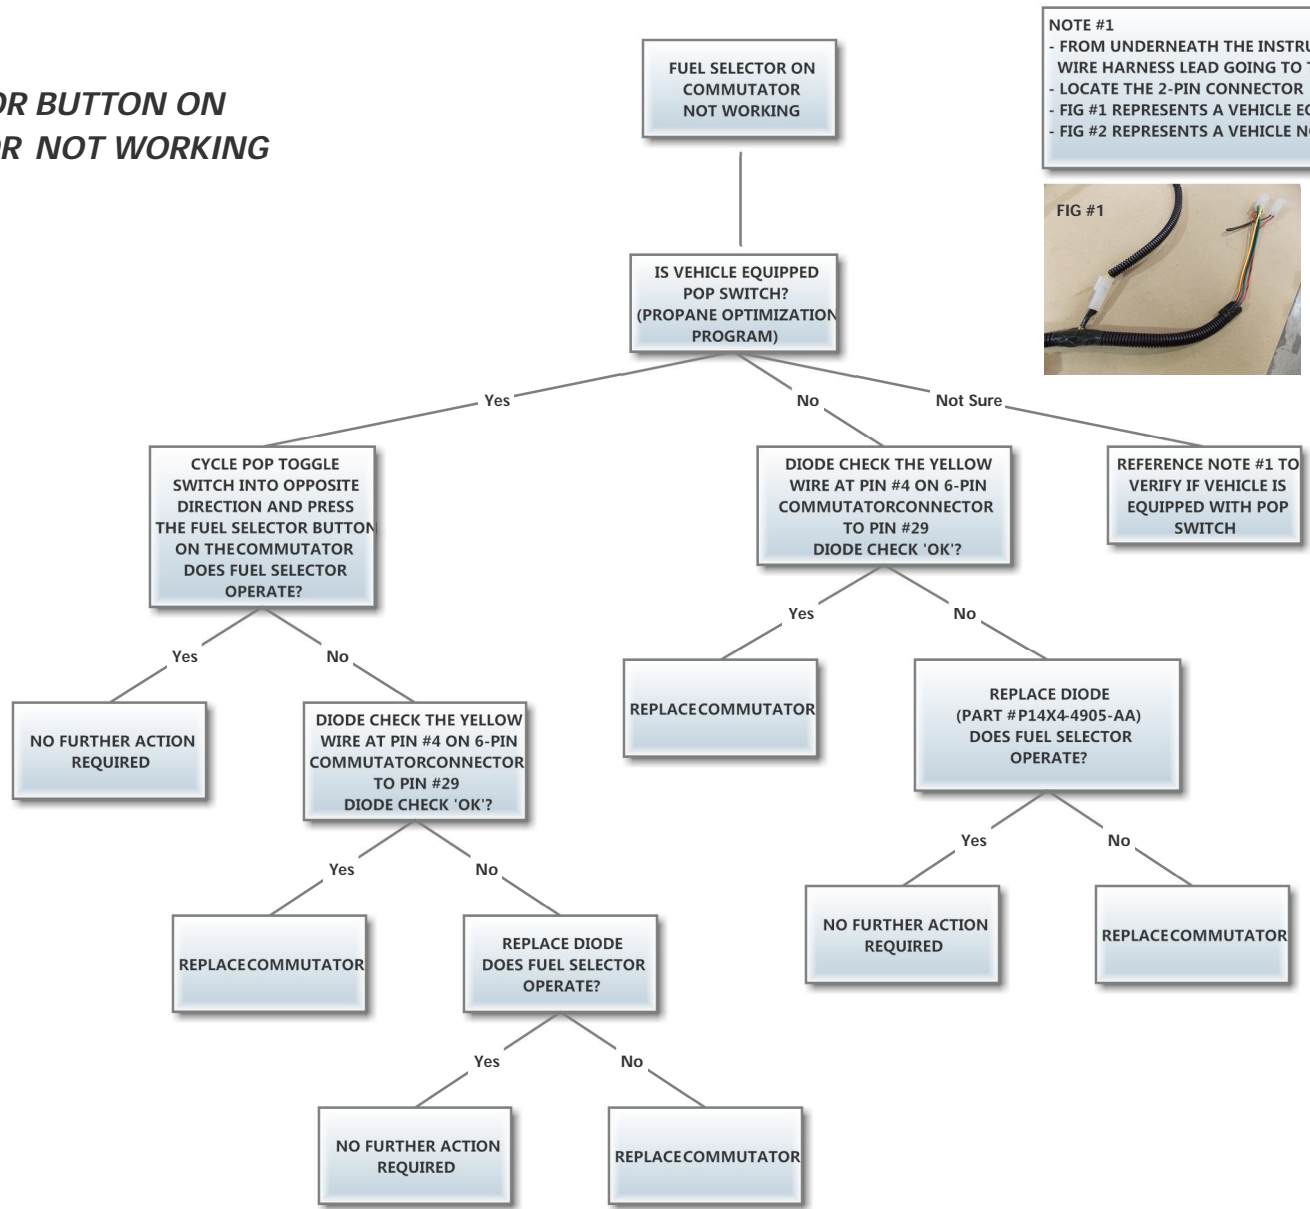 OR BUTTON ON
OR NOT WORKING
FUEL SELECTOR ON
COMMUTATOR
NOT WORKING
NOTE #1
- FROM UNDERNEATH THE
WIRE HARNESS LEAD GOING TO
- LOCATE THE 2-PIN CONNECTOR
- FIG #1 REPRESENTS A VEHICLE
- FIG #2 REPRESENTS A VEHICLE
FIG #1
IS VEHICLE EQUIPPED
POP SWITCH?
(PROPANE OPTIMIZATION
PROGRAM)
Yes
No
Not Sure
CYCLE POP TOGGLE
SWITCH INTO OPPOSITE
DIRECTION AND PRESS
THE FUEL SELECTOR BUTTON
ON THECOMMUTATOR
DOES FUEL SELECTOR
OPERATE?
DIODE CHECK THE YELLOW
WIRE AT PIN #4 ON 6-PIN
COMMUTATORCONNECTOR
TO PIN #29
DIODE CHECK 'OK'?
REFERENCE NOTE #1 TO
VERIFY IF VEHICLE IS
EQUIPPED WITH POP
SWITCH
Yes
No
Yes
No
NO FURTHER ACTION
REQUIRED
DIODE CHECK THE YELLOW
WIRE AT PIN #4 ON 6-PIN
COMMUTATORCONNECTOR
TO PIN #29
DIODE CHECK 'OK'?
REPLACECOMMUTATOR
REPLACE DIODE
(PART #P14X4-4905-AA)
DOES FUEL SELECTOR
OPERATE?
Yes
No
Yes
No
REPLACECOMMUTATOR
REPLACE DIODE
DOES FUEL SELECTOR
OPERATE?
NO FURTHER ACTION
REQUIRED
REPLACECOMMUTATOR
Yes
No
NO FURTHER ACTION
REQUIRED
REPLACECOMMUTATOR